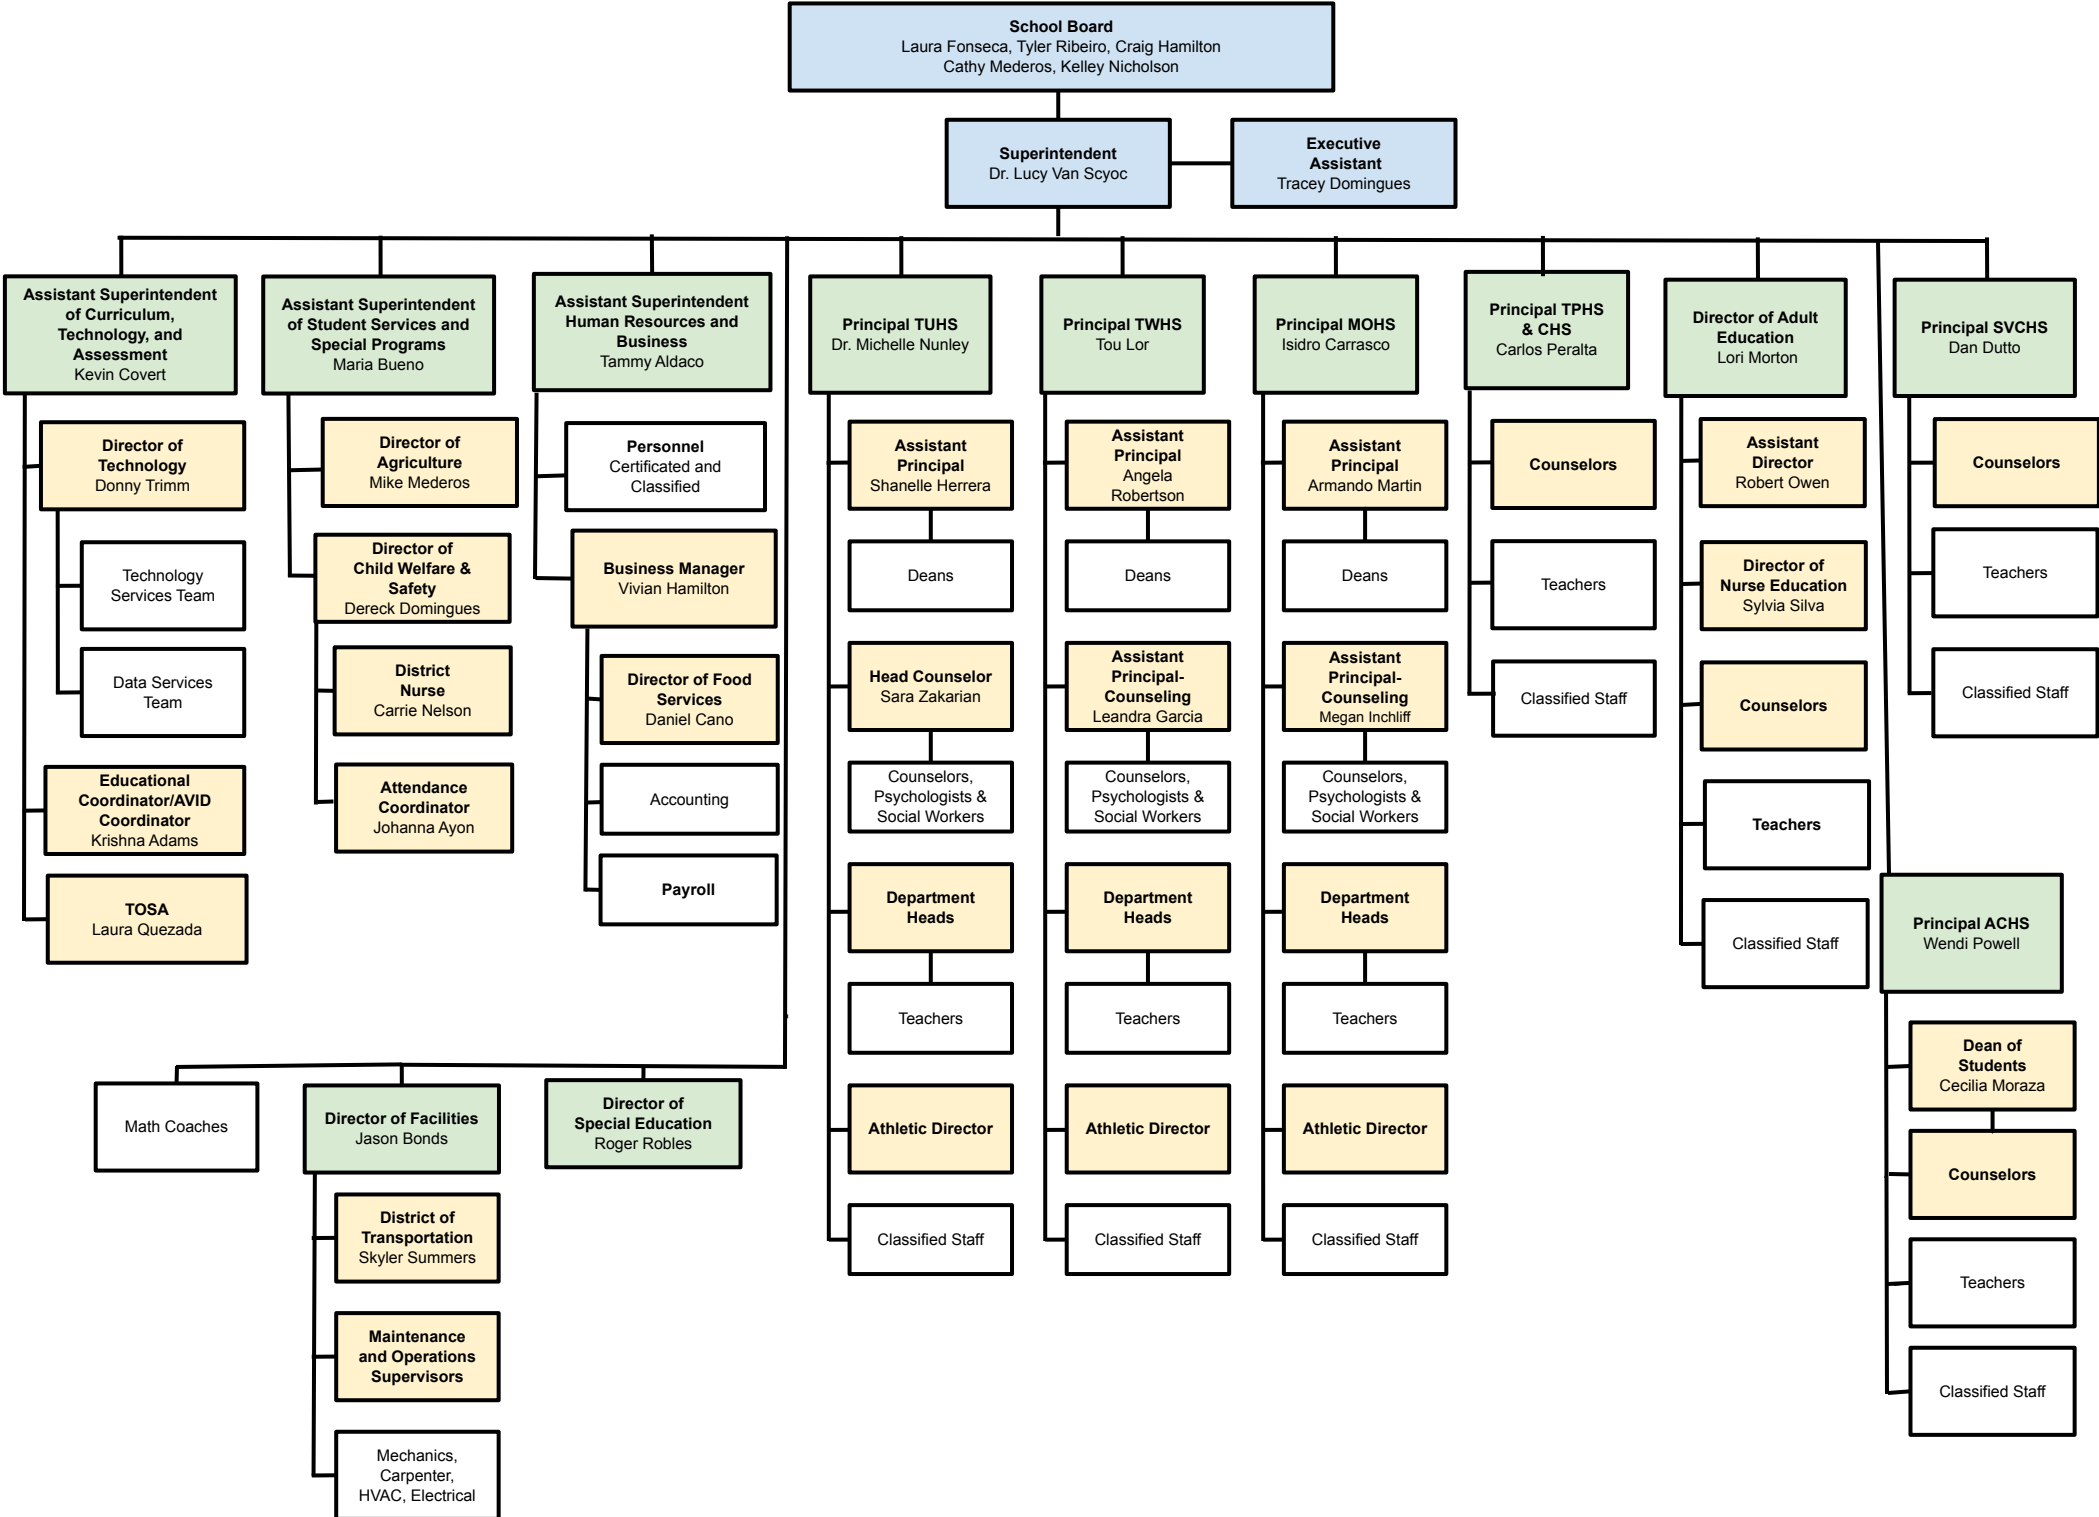 School Board
Laura Fonseca, Tyler Ribeiro, Craig Hamilton
Cathy Mederos, Kelley Nicholson
Superintendent
Dr. Lucy Van Scyoc
Executive
Assistant
Tracey Domingues
Assistant Superintendent
of Curriculum,
Technology, and
Assessment
Kevin Covert
Director of
Technology
Donny Trimm
Technology
Services Team
Data Services
Team
Educational
Coordinator/AVID
Coordinator
Krishna Adams
TOSA
Laura Quezada
Assistant Superintendent
of Student Services and
Special Programs
Maria Bueno
Director of
Agriculture
Mike Mederos
Director of
Child Welfare &
Safety
Dereck Domingues
District
Nurse
Carrie Nelson
Attendance
Coordinator
Johanna Ayon
Assistant Superintendent
Human Resources and
Business
Tammy Aldaco
Personnel
Certificated and
Classified
Business Manager
Vivian Hamilton
Director of Food
Services
Daniel Cano
Accounting
Payroll
Math Coaches
Director of Facilities
Jason Bonds
District of
Transportation
Skyler Summers
Maintenance
and Operations
Supervisors
Mechanics,
Carpenter,
HVAC, Electrical
Director of
Special Education
Roger Robles
Principal TUHS
Dr. Michelle Nunley
Assistant
Principal
Shanelle Herrera
Deans
Head Counselor
Sara Zakarian
Counselors,
Psychologists &
Social Workers
Department
Heads
Teachers
Athletic Director
Classified Staff
Principal TWHS
Tou Lor
Assistant
Principal
Angela
Robertson
Deans
Assistant
Principal-
Counseling
Leandra Garcia
Counselors,
Psychologists &
Social Workers
Department
Heads
Teachers
Athletic Director
Classified Staff
Principal MOHS
Isidro Carrasco
Assistant
Principal
Armando Martin
Deans
Assistant
Principal-
Counseling
Megan Inchliff
Counselors,
Psychologists &
Social Workers
Department
Heads
Teachers
Athletic Director
Classified Staff
Principal TPHS
& CHS
Carlos Peralta
Counselors
Teachers
Classified Staff
Director of Adult
Education
Lori Morton
Assistant
Director
Robert Owen
Director of
Nurse Education
Sylvia Silva
Counselors
Teachers
Classified Staff
Principal SVCHS
Dan Dutto
Counselors
Teachers
Classified Staff
Principal ACHS
Wendi Powell
Dean of
Students
Cecilia Moraza
Counselors
Teachers
Classified Staff